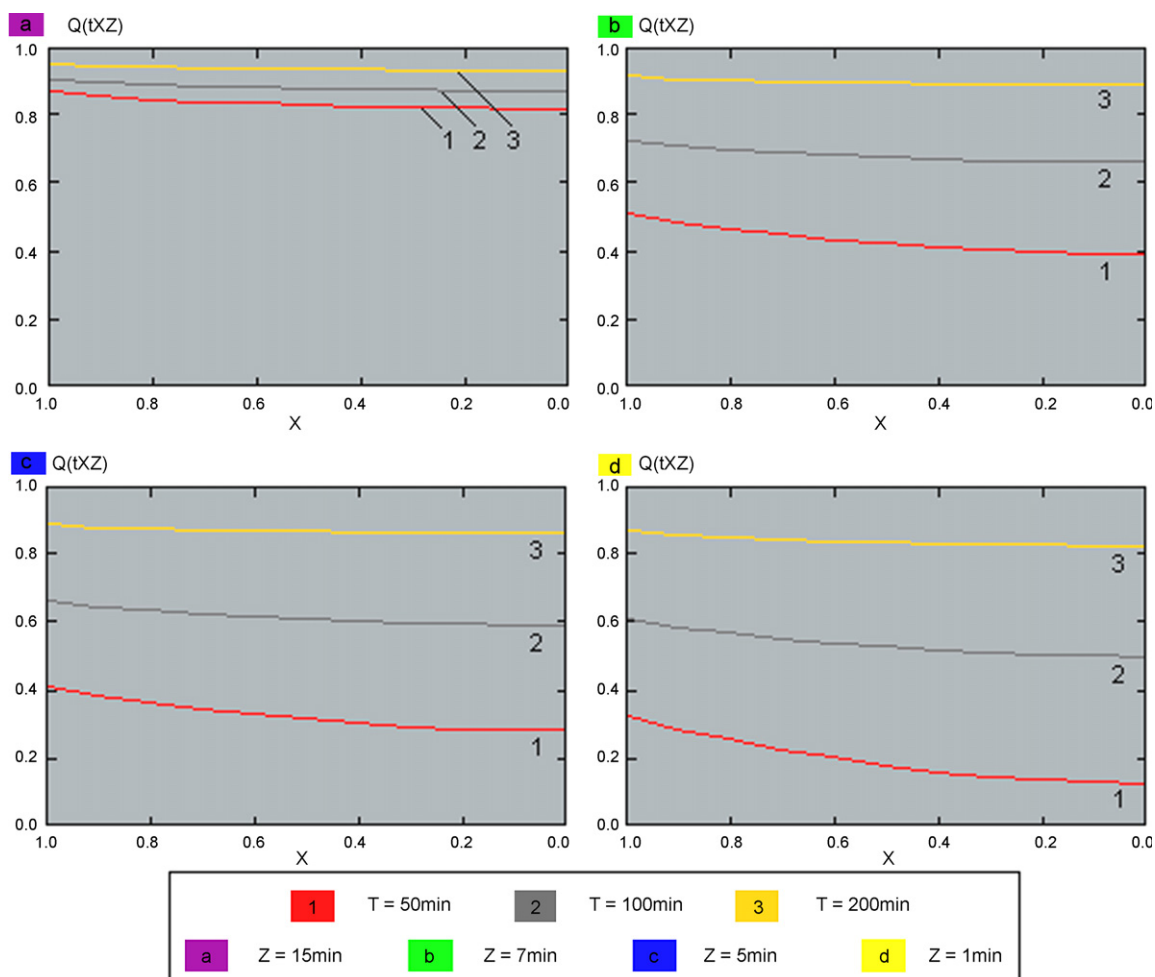 a Q(tXZ)
1.0
0.8
0.6
0.4
0.2
0.0
1 2 3
1.0 0.8 0.6 0.4 0.2 0.0
X
b Q(tXZ)
1.0
0.8
0.6
0.4
0.2
0.0
3
2
1
1.0 0.8 0.6 0.4 0.2 0.0
X
c Q(tXZ)
1.0
0.8
0.6
0.4
0.2
0.0
3
2
1
1.0 0.8 0.6 0.4 0.2 0.0
X
d Q(tXZ)
1.0
0.8
0.6
0.4
0.2
0.0
3
2
1
1.0 0.8 0.6 0.4 0.2 0.0
X
1 T = 50min 2 T = 100min 3 T = 200min
a Z = 15min b Z = 7min c Z = 5min d Z = 1min